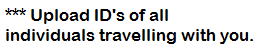 *** Upload ID's of all
individuals travelling with you.